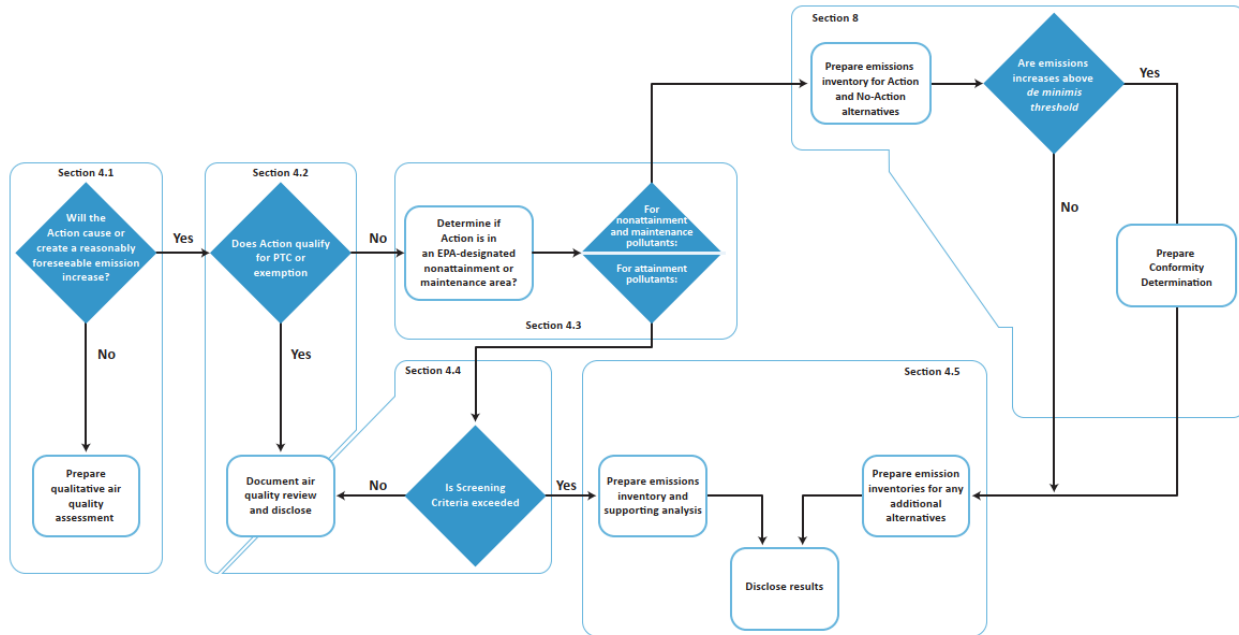 Section 8
Prepare emissions
inventory for Action
and No-Action
alternatives
Are emissions
increases above
de minimis
threshold
Yes
No
Prepare
Conformity
Determination
Section 4.1
Will the
Action cause or
create a reasonably
foreseeable emission
increase?
Yes
No
Prepare
qualitative air
quality
assessment
Section 4.2
Does Action qualify
for PTC or
exemption
No
Yes
Document air
quality review
and disclose
Determine if
Action is in
an EPA-designated
nonattainment or
maintenance area?
For
nonattainment
and maintenance
pollutants:
For attainment
pollutants:
Section 4.3
Section 4.4
Is Screening
Criteria exceeded
No
Yes
Section 4.5
Prepare emissions
inventory and
supporting analysis
Prepare emission
inventories for any
additional
alternatives
Disclose results